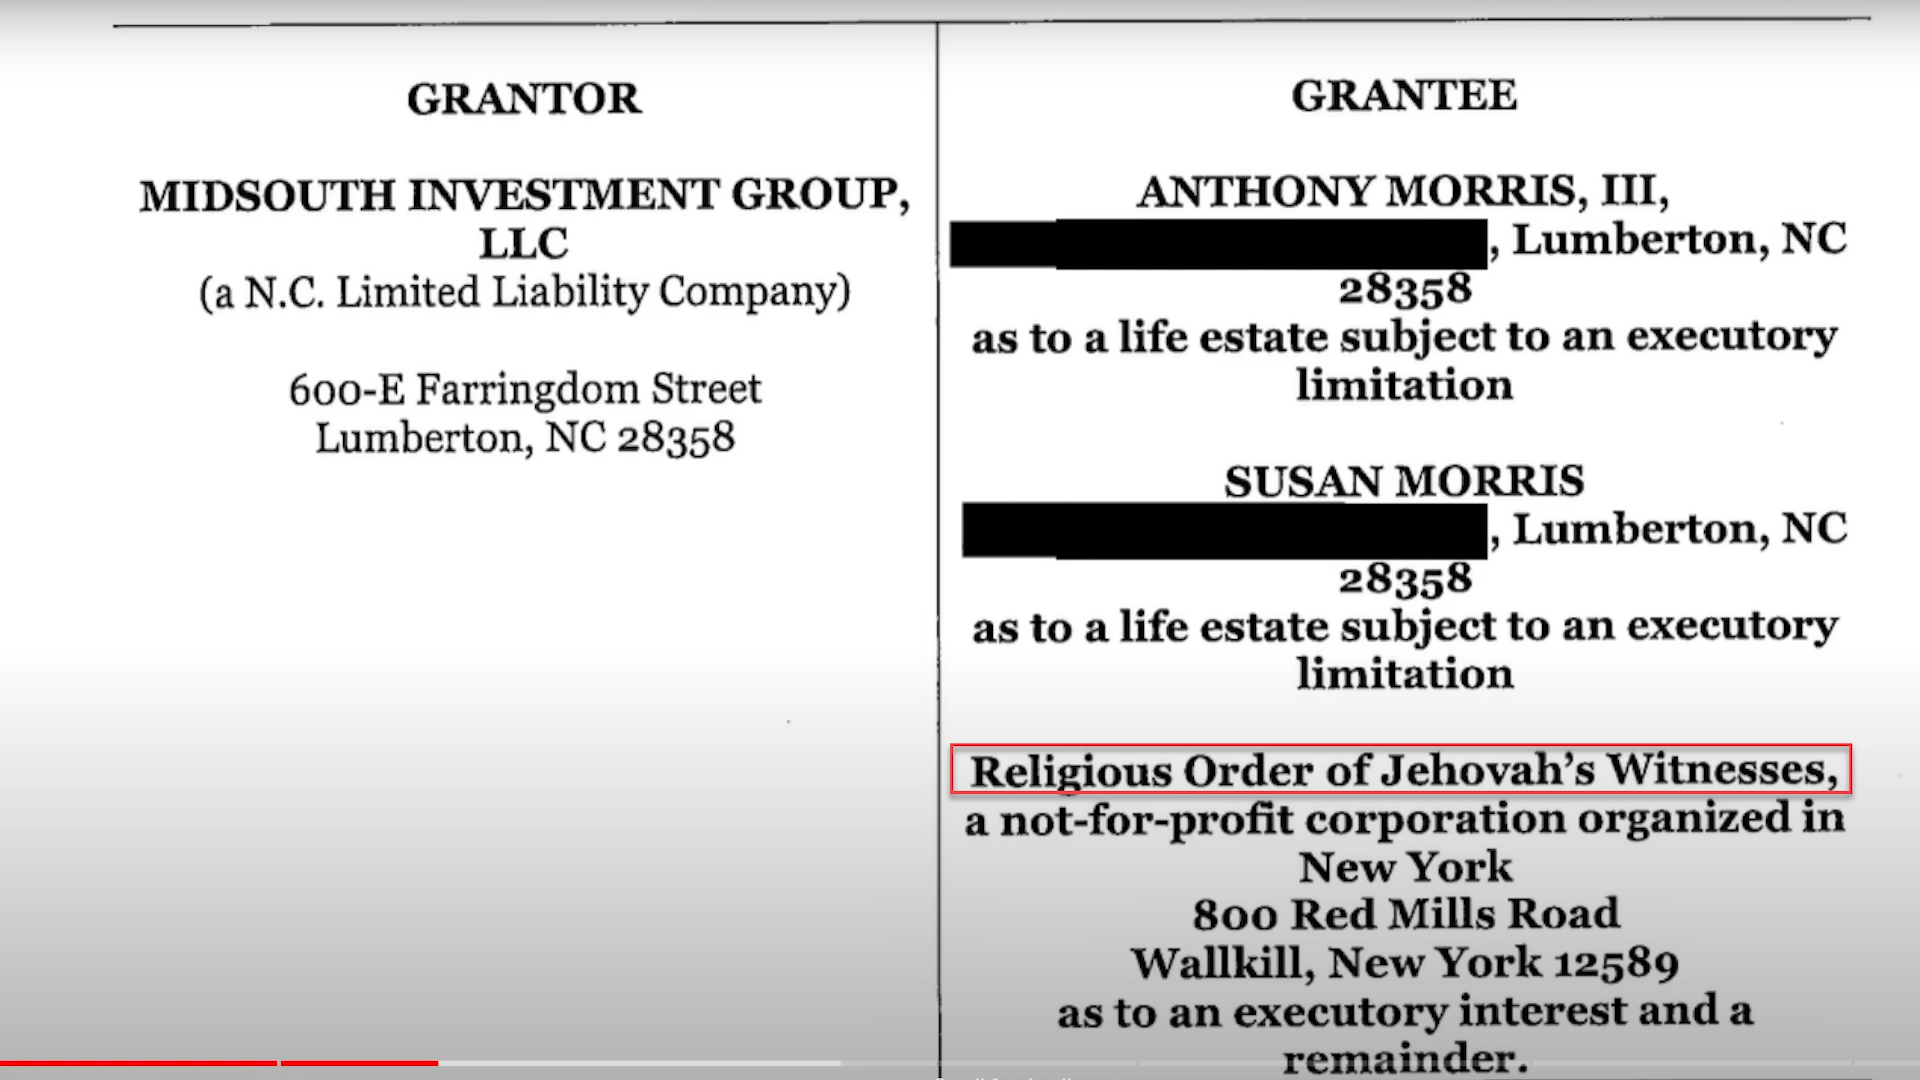 GRANTOR
MIDSOUTH INVESTMENT GROUP,
LLC
(a N.C. Limited Liability Company)
600-E Farringdom Street
Lumberton, NC 28358
GRANTEE
ANTHONY MORRIS, III,
, Lumberton, NC
28358
as to a life estate subject to an executory
limitation
SUSAN MORRIS
, Lumberton, NC
28358
as to a life estate subject to an executory
limitation
Religious Order of Jehovah's Witnesses,
a not-for-profit corporation organized in
New York
800 Red Mills Road
Wallkill, New York 12589
as to an executory interest and a
remainder.